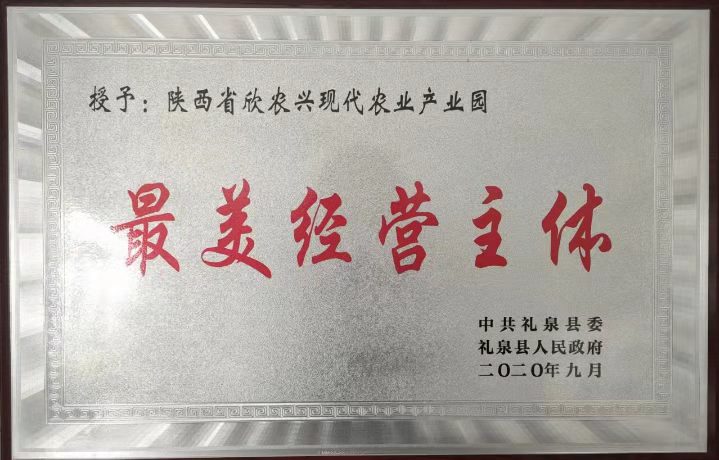 授予：陕西省欣农兴现代农业产业园
最美经营主体
中共礼泉县委
礼泉县人民政府
二〇二〇年九月